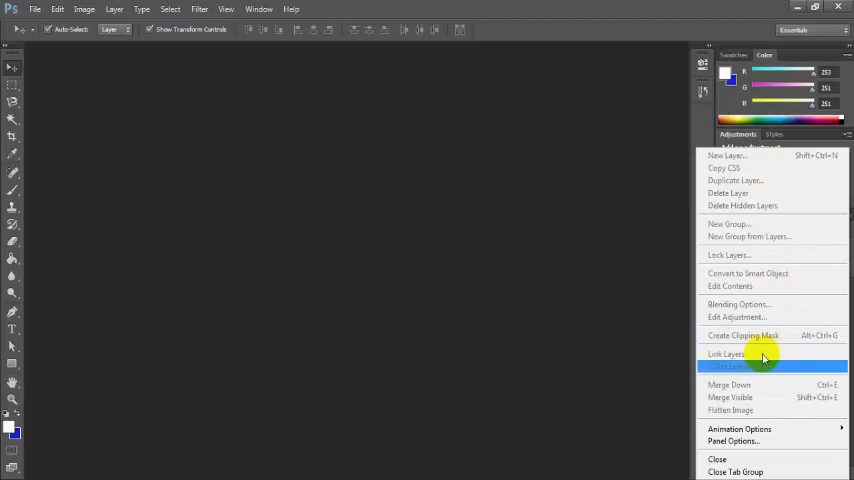 Ps File Edit Image Layer Type Select Filter View Window Help
Auto-Select: Layer Show Transform Controls Essentials
Swatches Color
R 253
G 251
B 251
Adjustments Styles
Add an adjustment
New Layer... Shift+Ctrl+N
Copy CSS
Duplicate Layer...
Delete Layer
Delete Hidden Layers
New Group...
New Group from Layers...
Lock Layers...
Convert to Smart Object
Edit Contents
Blending Options...
Edit Adjustment...
Create Clipping Mask Alt+Ctrl+G
Link Layers
Merge Down Ctrl+E
Merge Visible Shift+Ctrl+E
Flatten Image
Animation Options
Panel Options...
Close
Close Tab Group